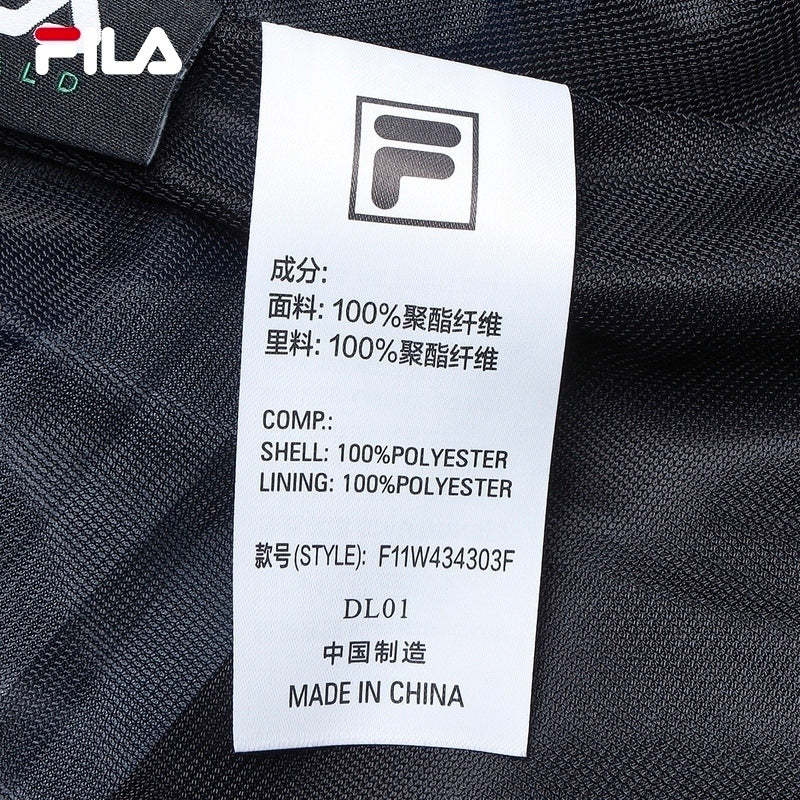 FILA
LD
F
成分:
面料: 100%聚酯纤维
里料: 100%聚酯纤维
COMP.:
SHELL: 100%POLYESTER
LINING: 100%POLYESTER
款号(STYLE): F11W434303F
DL01
中国制造
MADE IN CHINA